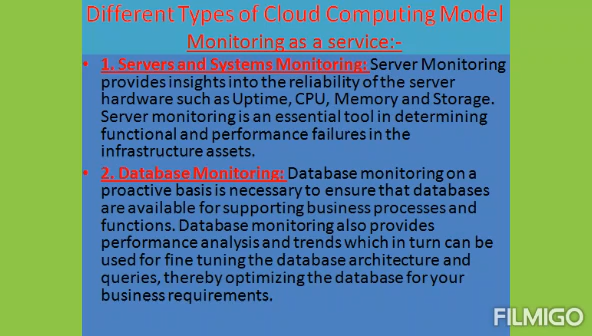 Different Types of Cloud Computing Model
Monitoring as a service:-
• 1. Servers and Systems Monitoring: Server Monitoring
provides insights into the reliability of the server
hardware such as Uptime, CPU, Memory and Storage.
Server monitoring is an essential tool in determining
functional and performance failures in the
infrastructure assets.
• 2. Database Monitoring: Database monitoring on a
proactive basis is necessary to ensure that databases
are available for supporting business processes and
functions. Database monitoring also provides
performance analysis and trends which in turn can be
used for fine tuning the database architecture and
queries, thereby optimizing the database for your
business requirements.
FILMIGO